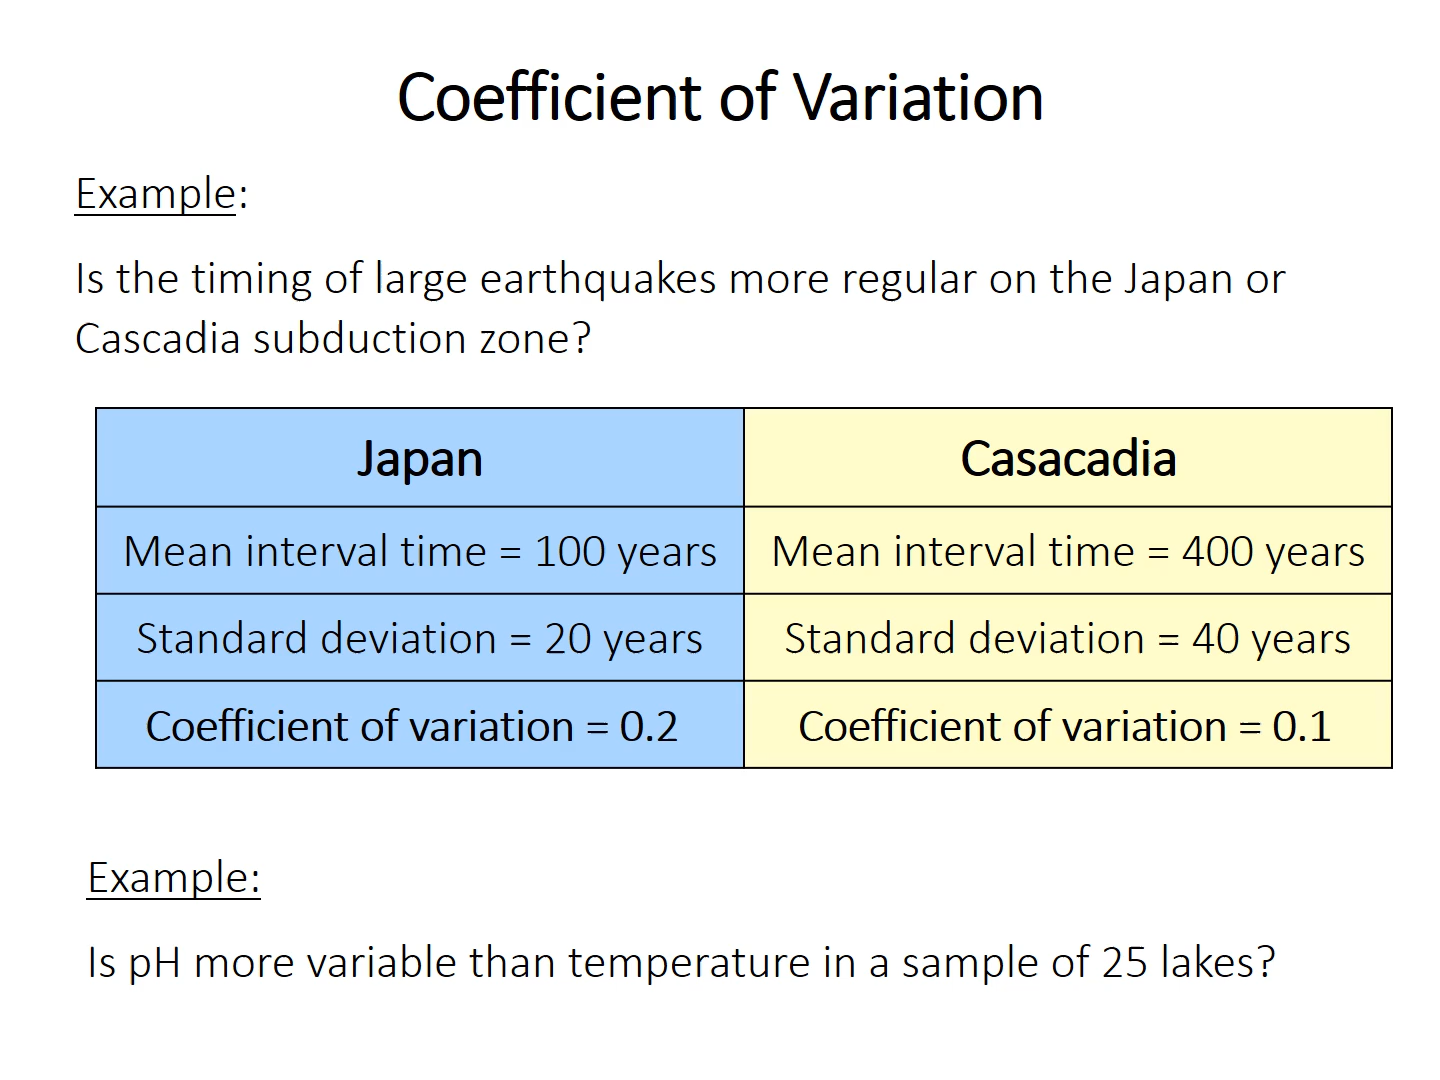 Coefficient of Variation
Example:
Is the timing of large earthquakes more regular on the Japan or
Cascadia subduction zone?
Japan
Casacadia
Mean interval time = 100 years
Mean interval time = 400 years
Standard deviation = 20 years
Standard deviation = 40 years
Coefficient of variation = 0.2
Coefficient of variation = 0.1
Example:
Is pH more variable than temperature in a sample of 25 lakes?